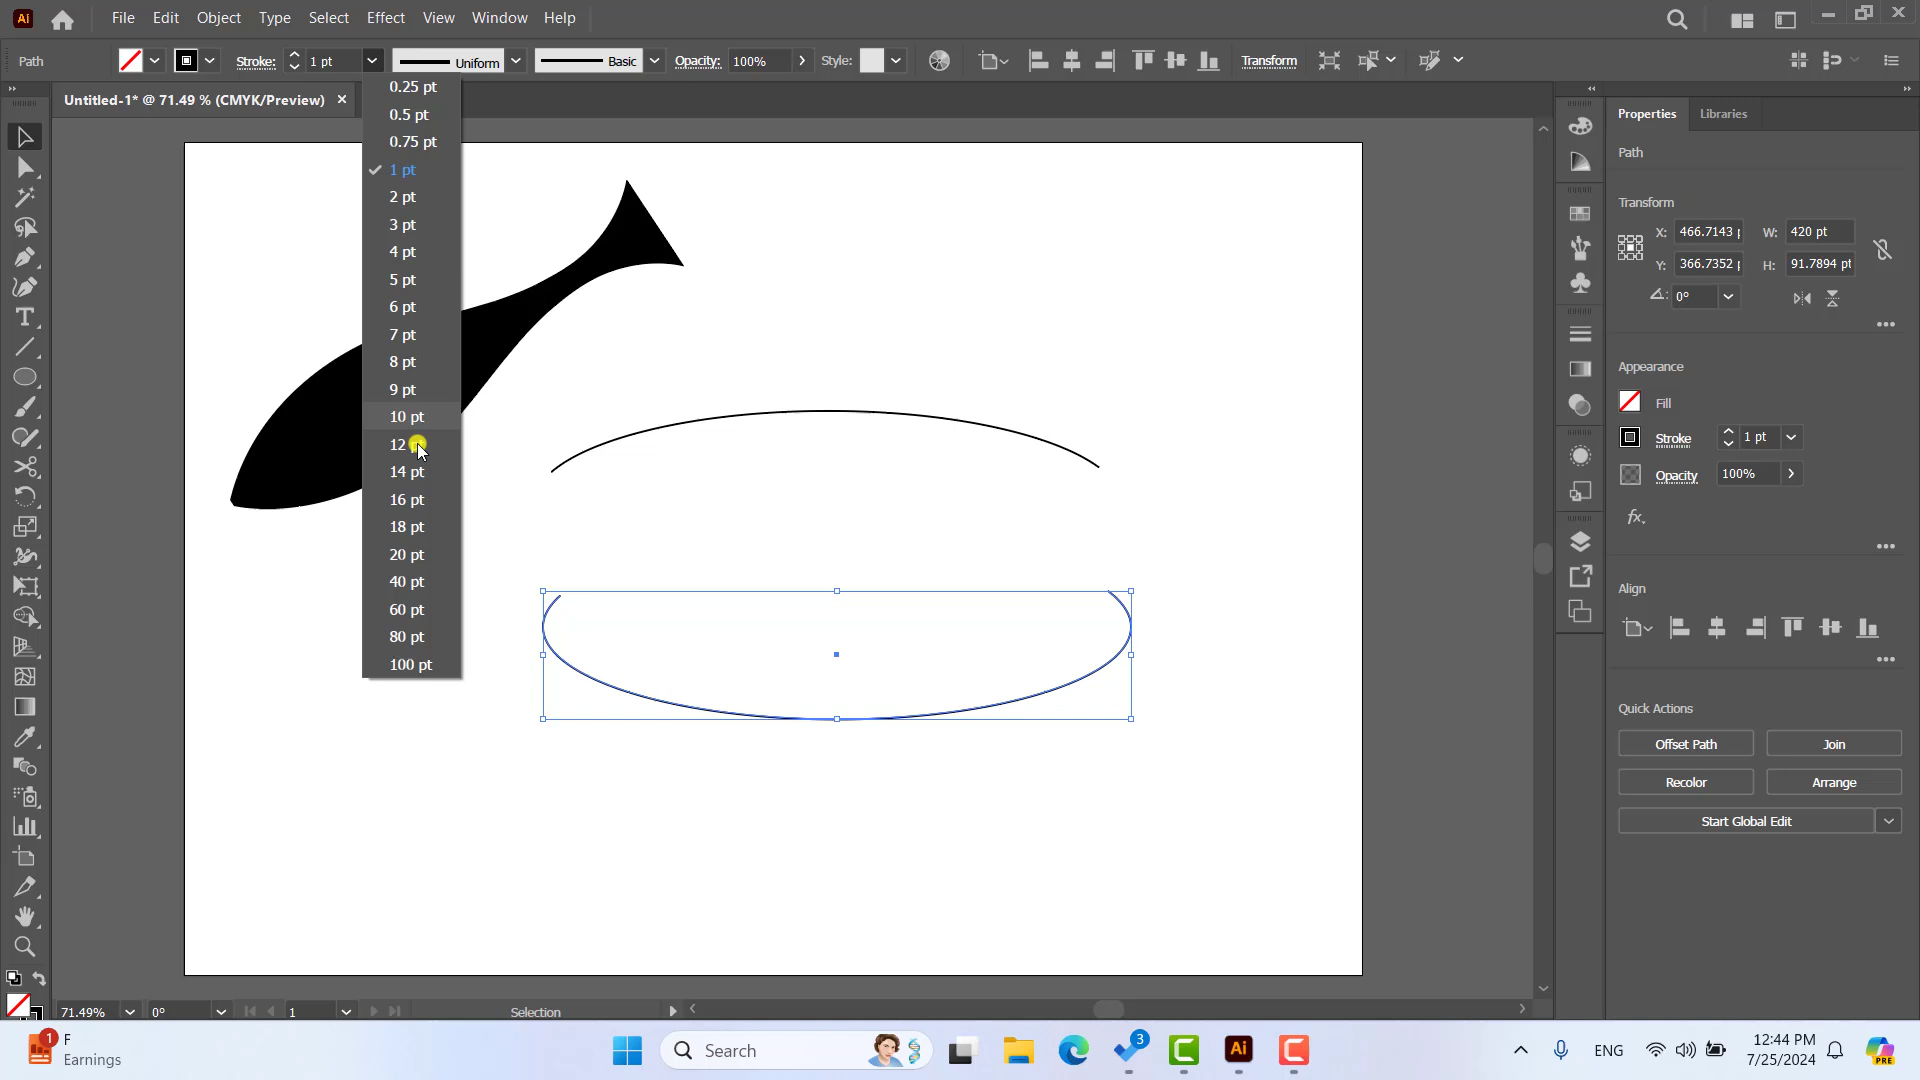 Ai File Edit Object Type Select Effect View Window Help
Path Stroke: 1 pt Uniform Basic Opacity: 100% Style: Transform
Untitled-1* @ 71.49 % (CMYK/Preview)
0.25 pt
0.5 pt
0.75 pt
1 pt
2 pt
3 pt
4 pt
5 pt
6 pt
7 pt
8 pt
9 pt
10 pt
12
14 pt
16 pt
18 pt
20 pt
40 pt
60 pt
80 pt
100 pt
Properties Libraries
Path
Transform
X: 466.7143 W: 420 pt
Y: 366.7352 H: 91.7894 pt
0°
Appearance
Fill
Stroke 1 pt
Opacity 100%
fx.
Align
Quick Actions
Offset Path Join
Recolor Arrange
Start Global Edit
71.49% 0° 1 Selection
1 F
Earnings
Search
3
Ai
ENG
12:44 PM
7/25/2024
PRE